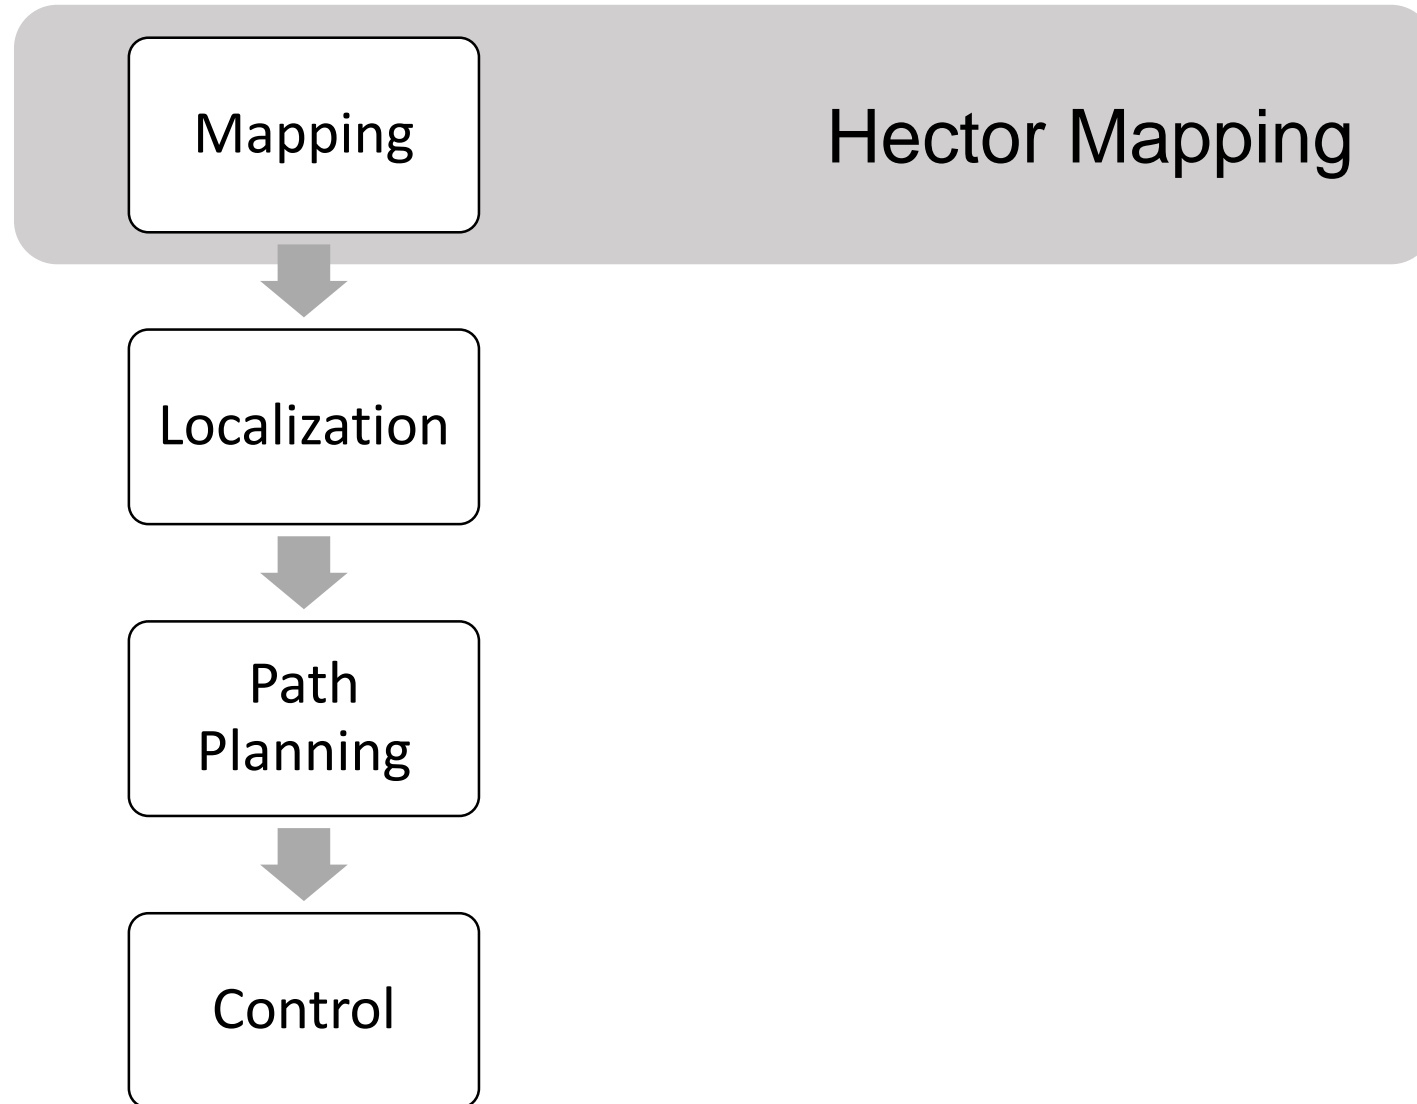 Mapping
Hector Mapping
Localization
Path
Planning
Control